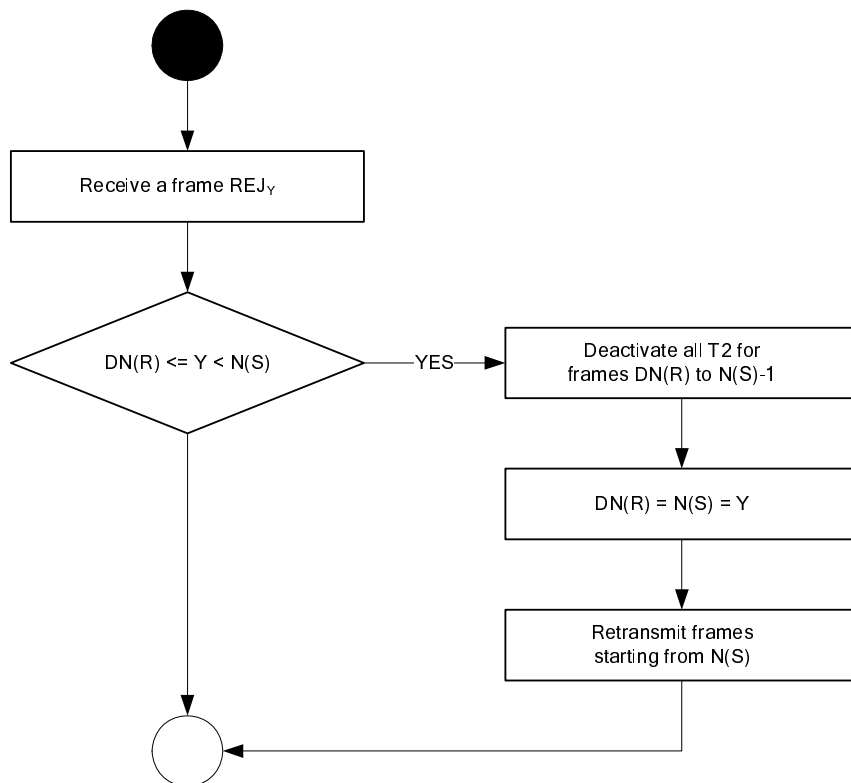 Receive a frame REJY
DN(R) <= Y < N(S)
YES
Deactivate all T2 for
frames DN(R) to N(S)-1
DN(R) = N(S) = Y
Retransmit frames
starting from N(S)